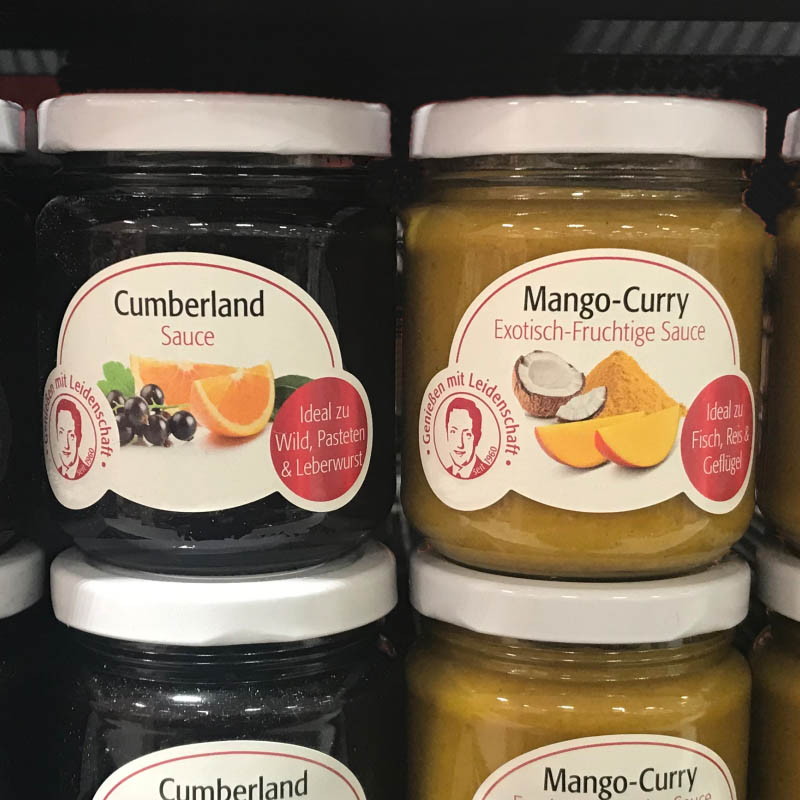 Cumberland
Sauce
Genießen mit Leidenschaft
seit 1960
Ideal zu
Wild, Pasteten
& Leberwurst
Mango-Curry
Exotisch-Fruchtige Sauce
Genießen mit Leidenschaft
seit 1960
Ideal zu
Fisch, Reis &
Geflügel
Cumberland
Mango-Curry